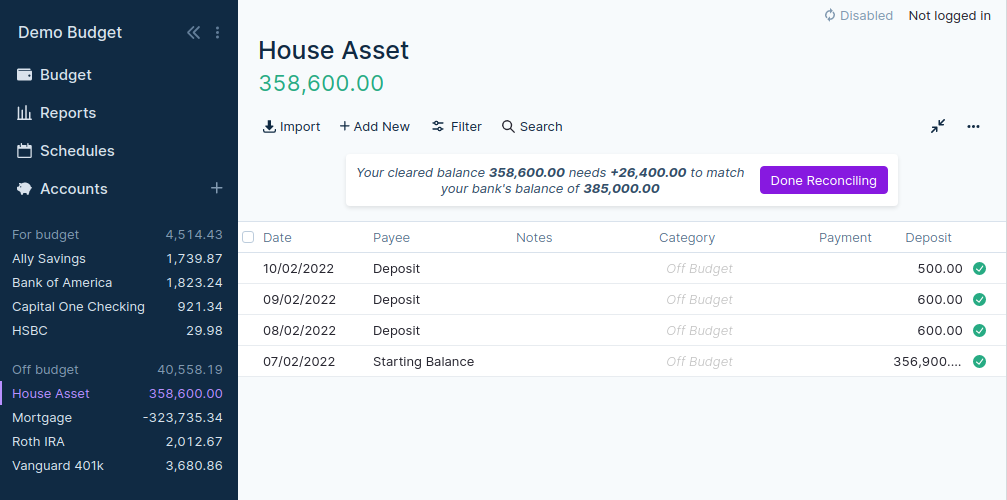 Demo Budget
Budget
Reports
Schedules
Accounts
For budget 4,514.43
Ally Savings 1,739.87
Bank of America 1,823.24
Capital One Checking 921.34
HSBC 29.98
Off budget 40,558.19
House Asset 358,600.00
Mortgage -323,735.34
Roth IRA 2,012.67
Vanguard 401k 3,680.86
Disabled Not logged in
House Asset
358,600.00
Import + Add New Filter Search
Your cleared balance 358,600.00 needs +26,400.00 to match
your bank's balance of 385,000.00
Done Reconciling
Date Payee Notes Category Payment Deposit
10/02/2022 Deposit Off Budget 500.00
09/02/2022 Deposit Off Budget 600.00
08/02/2022 Deposit Off Budget 600.00
07/02/2022 Starting Balance Off Budget 356,900....